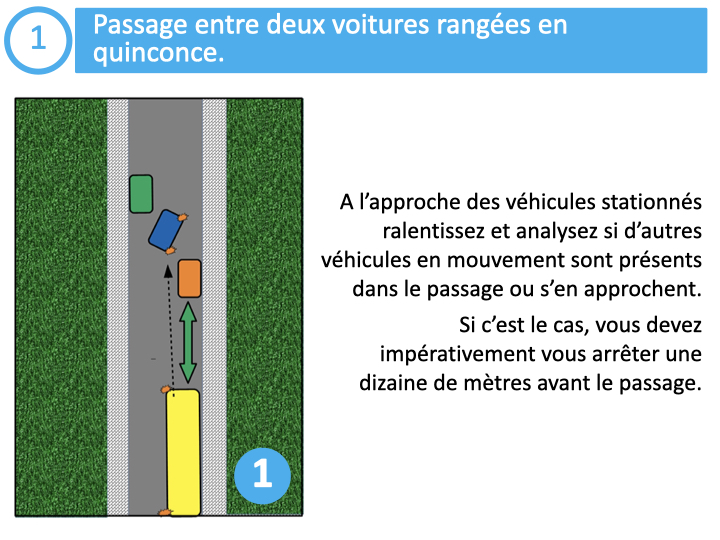 1
Passage entre deux voitures rangées en
quinconce.
A l’approche des véhicules stationnés
ralentissez et analysez si d’autres
véhicules en mouvement sont présents
dans le passage ou s’en approchent.
Si c’est le cas, vous devez
impérativement vous arrêter une
dizaine de mètres avant le passage.
1